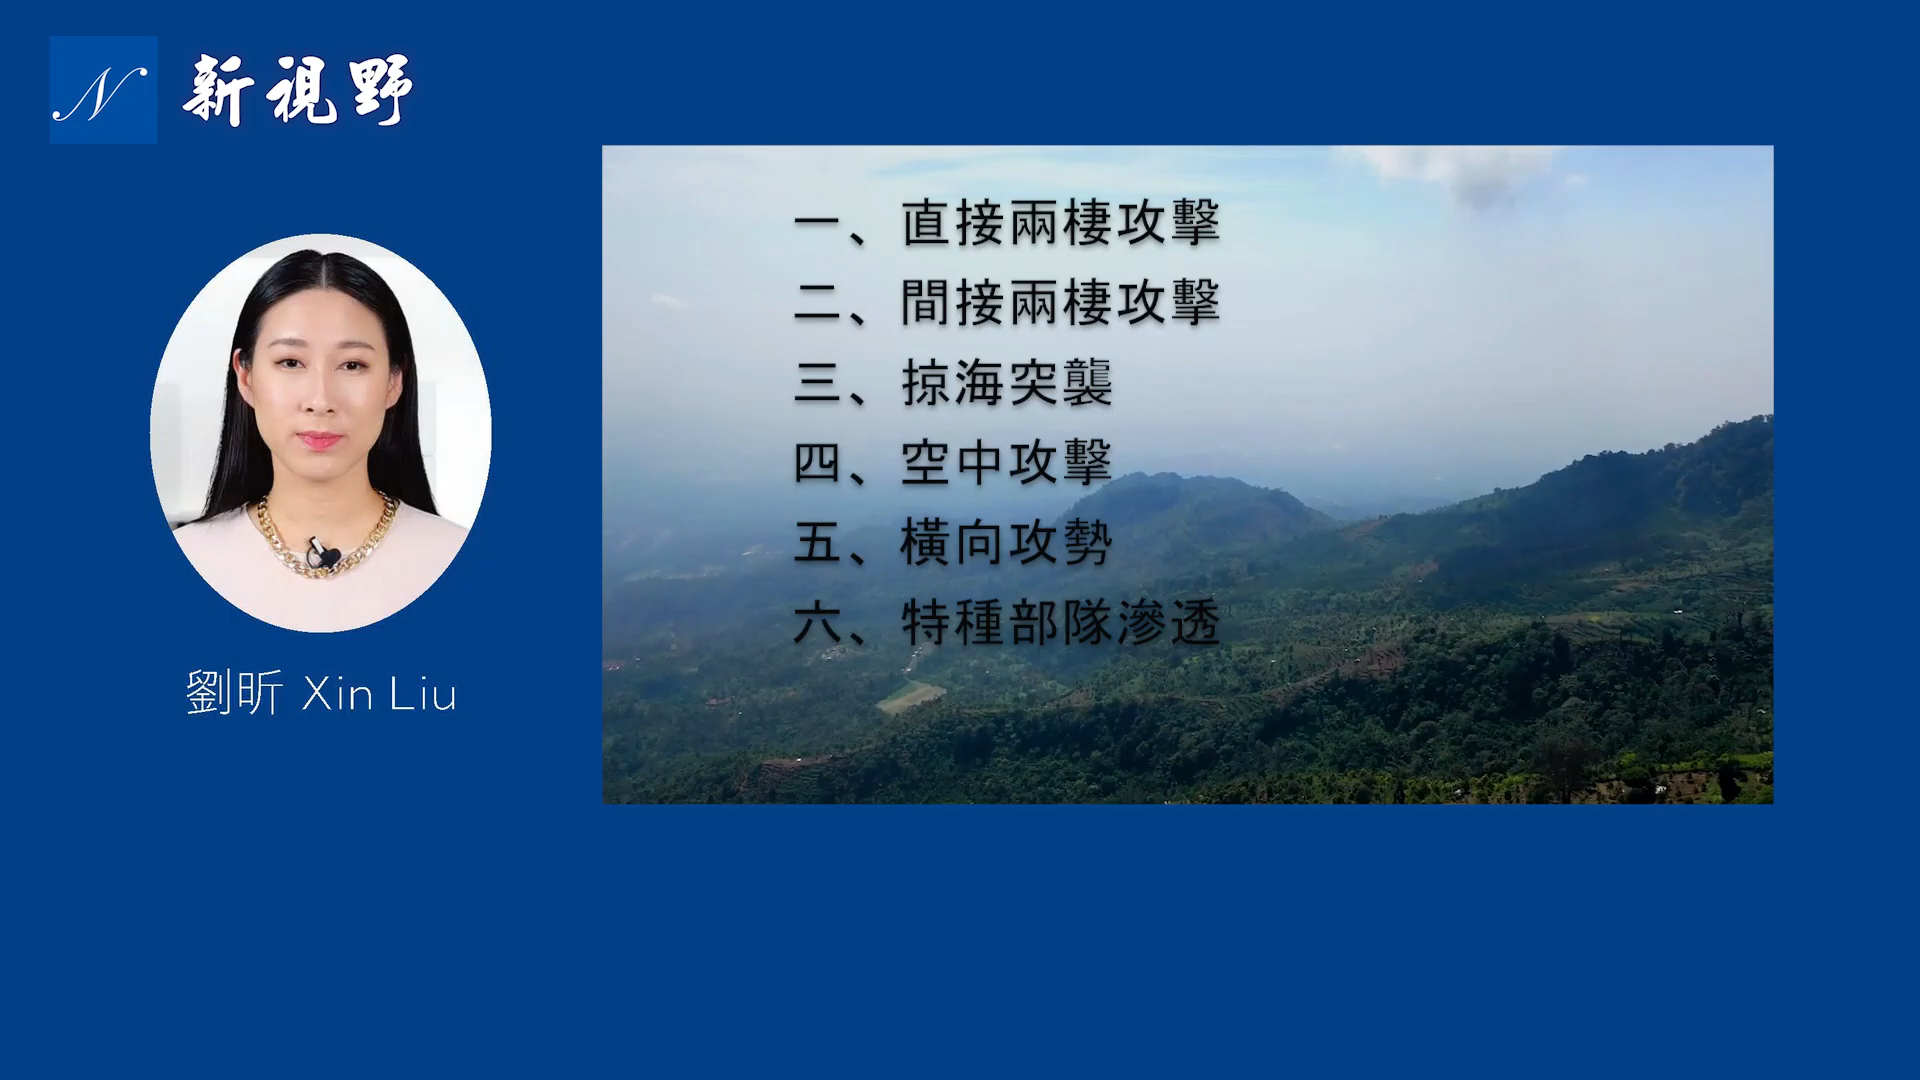 N 新視野
劉昕 Xin Liu
一、直接兩棲攻擊
二、間接兩棲攻擊
三、掠海突襲
四、空中攻擊
五、橫向攻勢
六、特種部隊滲透